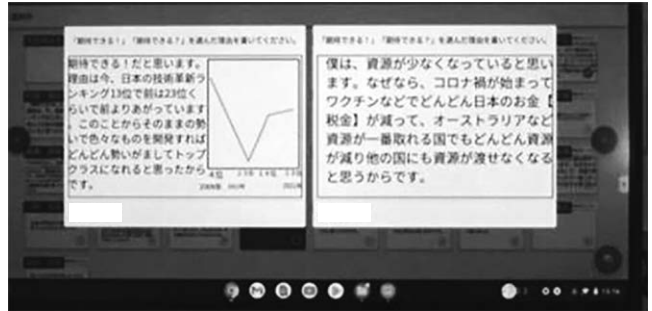 「期待できる！」「期待できる？」を選んだ理由を書いてください。
期待できる！だと思います。
理由は今、日本の技術革新ラ
ンキング13位で前は23位く
らいで前よりあがっています
。このことからそのままの勢
いで色々なものを開発すれば
どんどん勢いがましてトップ
クラスになれると思ったから
です。
4位 23位 14位 13位
「期待できる！」「期待できる？」を選んだ理由を書いてください。
僕は、資源が少なくなっていると思い
ます。なぜなら、コロナ禍が始まって
ワクチンなどでどんどん日本のお金【
税金】が減って、オーストラリアなど
資源が一番取れる国でもどんどん資源
が減り他の国にも資源が渡せなくなる
と思うからです。